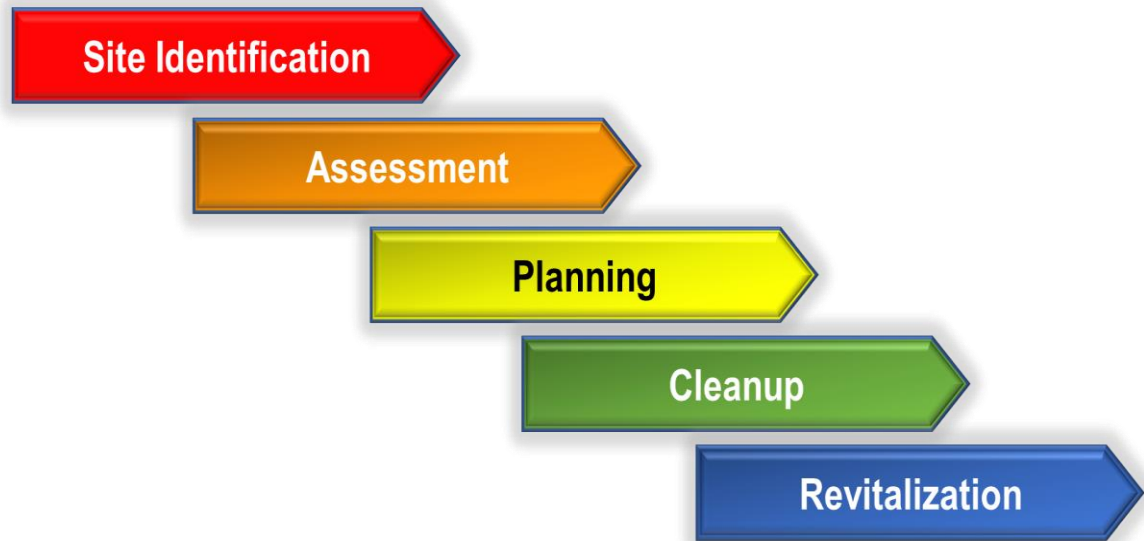 Site Identification
Assessment
Planning
Cleanup
Revitalization